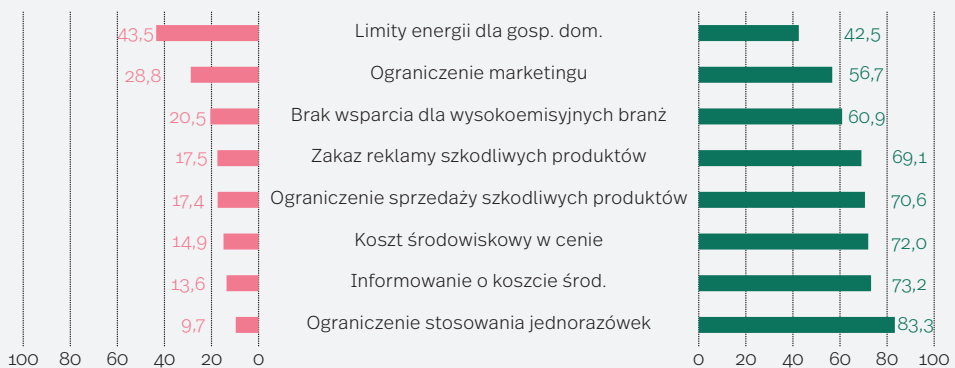 43,5 Limity energii dla gosp. dom. 42,5
28,8 Ograniczenie marketingu 56,7
20,5 Brak wsparcia dla wysokoemisyjnych branż 60,9
17,5 Zakaz reklamy szkodliwych produktów 69,1
17,4 Ograniczenie sprzedaży szkodliwych produktów 70,6
14,9 Koszt środowiskowy w cenie 72,0
13,6 Informowanie o koszcie środ. 73,2
9,7 Ograniczenie stosowania jednorazówek 83,3
100 80 60 40 20 0 0 20 40 60 80 100